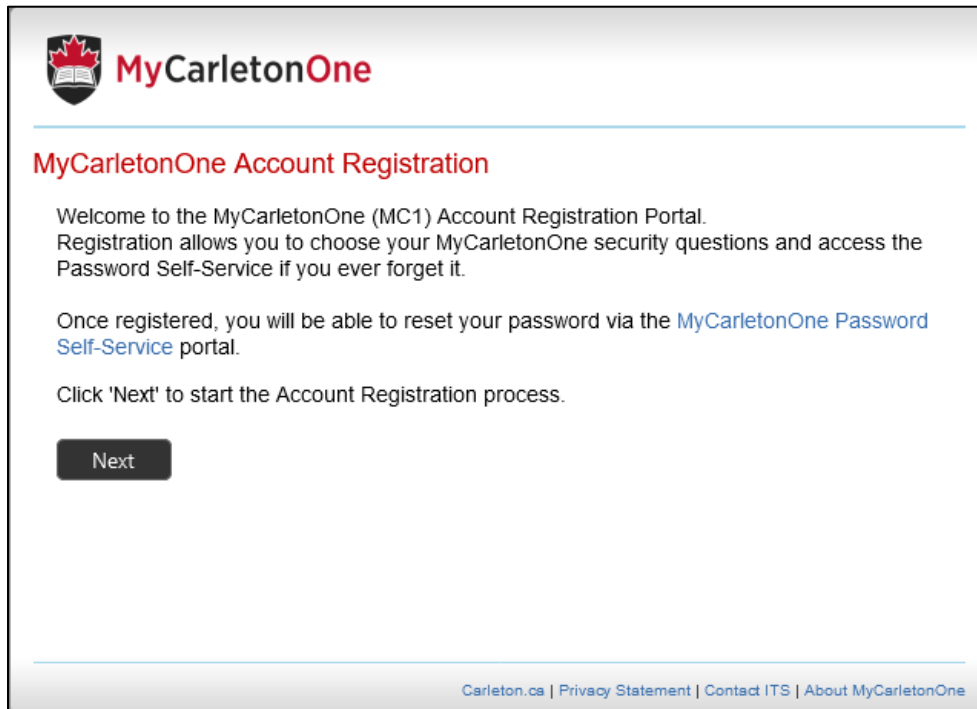 MyCarletonOne
MyCarletonOne Account Registration
Welcome to the MyCarletonOne (MC1) Account Registration Portal.
Registration allows you to choose your MyCarletonOne security questions and access the
Password Self-Service if you ever forget it.
Once registered, you will be able to reset your password via the MyCarletonOne Password
Self-Service portal.
Click 'Next' to start the Account Registration process.
Next
Carleton.ca | Privacy Statement | Contact ITS | About MyCarletonOne